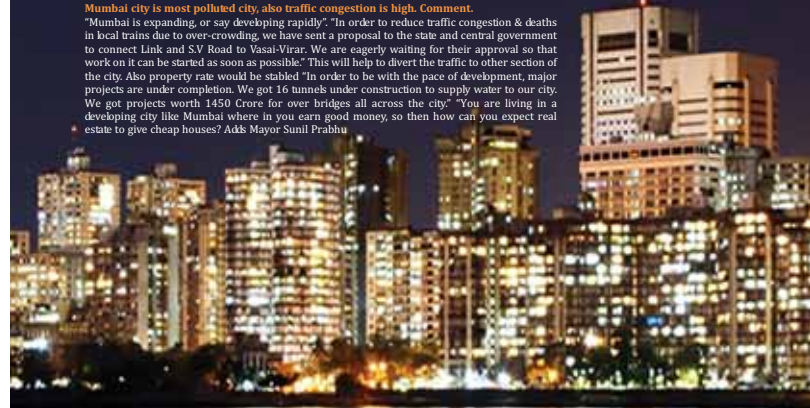 Mumbai city is most polluted city, also traffic congestion is high. Comment.
“Mumbai is expanding, or say developing rapidly”. “In order to reduce traffic congestion & deaths
in local trains due to over-crowding, we have sent a proposal to the state and central government
to connect Link and S.V Road to Vasai-Virar. We are eagerly waiting for their approval so that
work on it can be started as soon as possible.” This will help to divert the traffic to other section of
the city. Also property rate would be stabled “In order to be with the pace of development, major
projects are under completion. We got 16 tunnels under construction to supply water to our city.
We got projects worth 1450 Crore for over bridges all across the city.” “You are living in a
developing city like Mumbai where in you earn good money, so then how can you expect real
estate to give cheap houses? Adds Mayor Sunil Prabhu